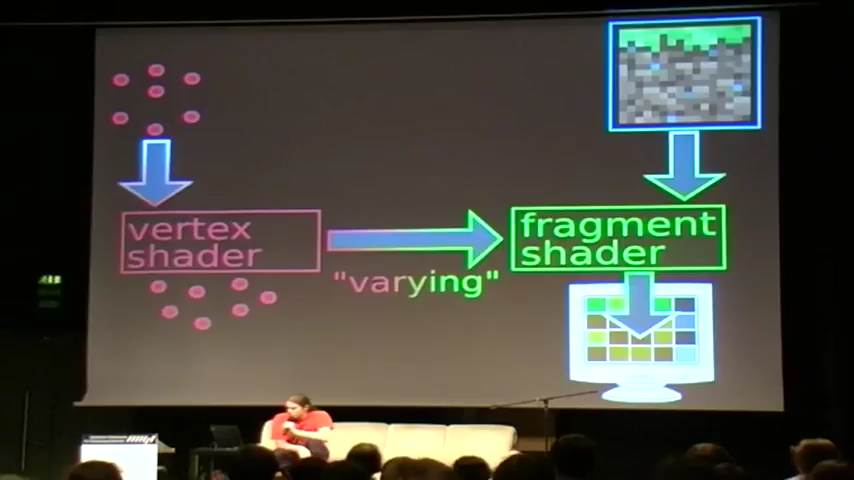 vertex
shader
"varying"
fragment
shader